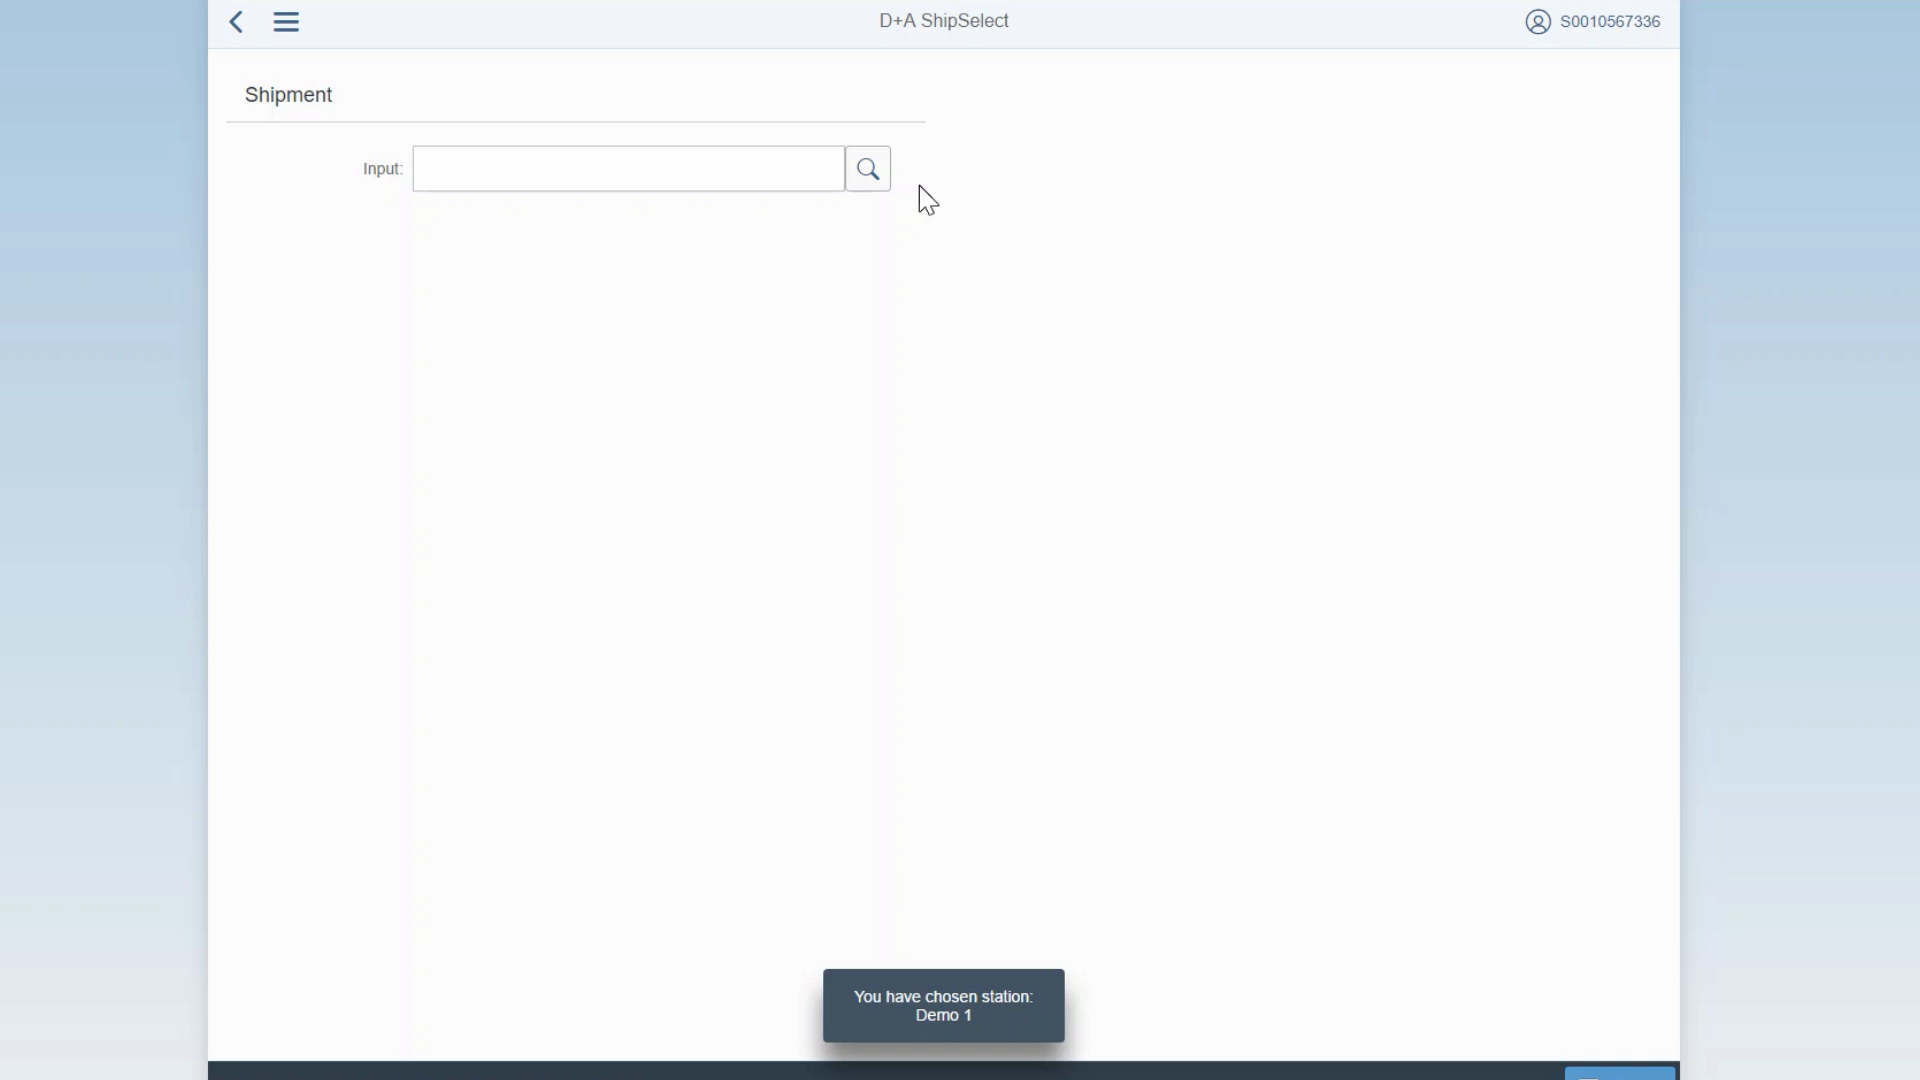 D+A ShipSelect
S0010567336
Shipment
Input:
You have chosen station:
Demo 1